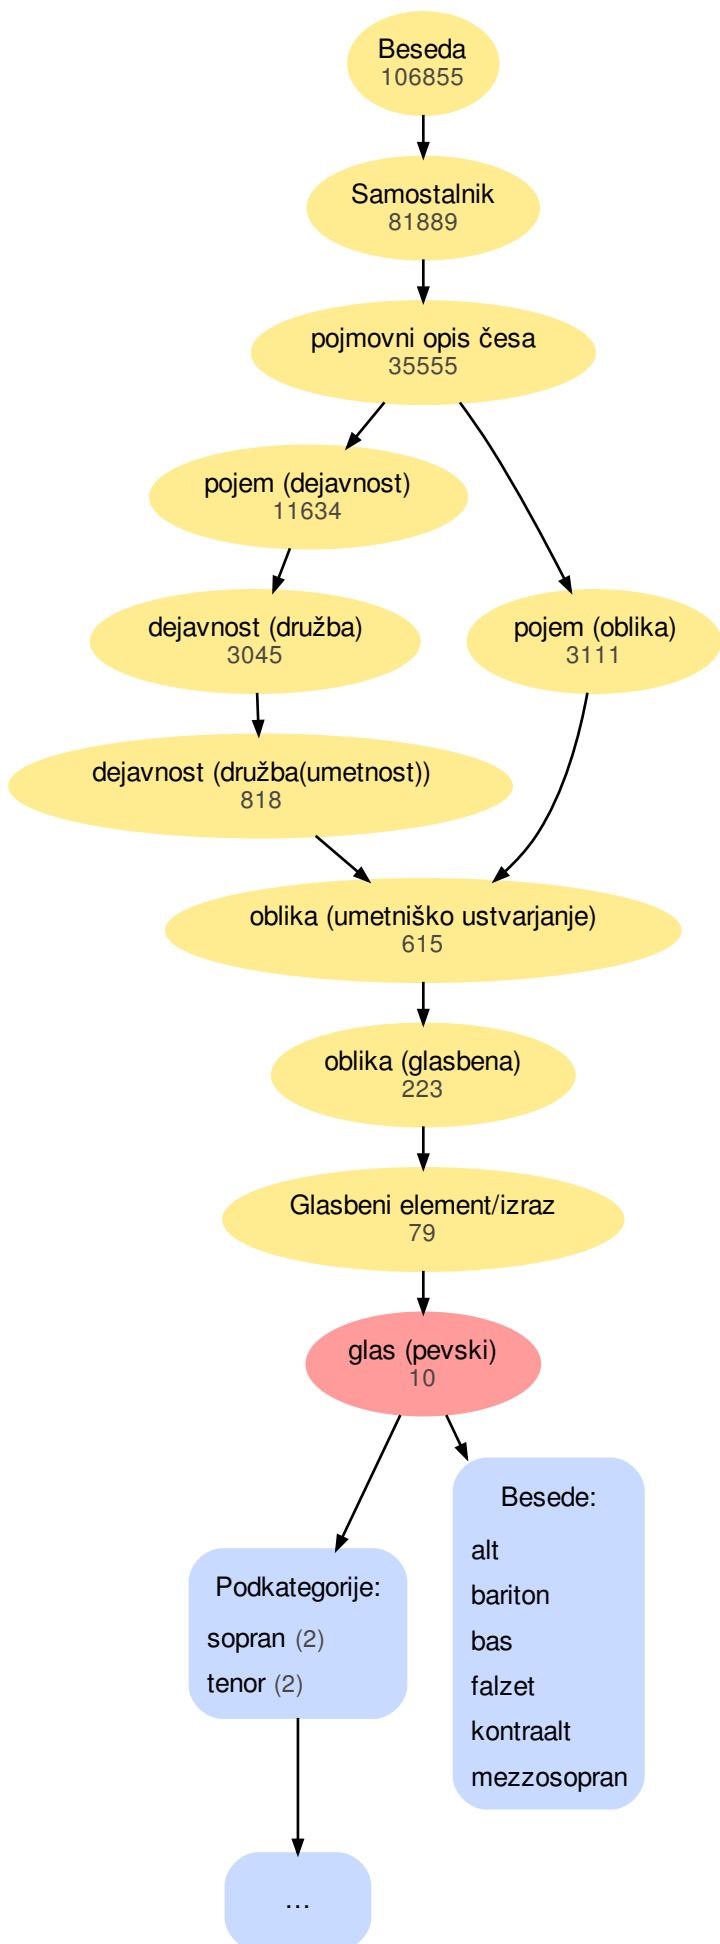 Beseda
106855
Samostalnik
81889
pojmovni opis česa
35555
pojem (dejavnost)
11634
dejavnost (družba)
3045
pojem (oblika)
3111
dejavnost (družba(umetnost))
818
oblika (umetniško ustvarjanje)
615
oblika (glasbena)
223
Glasbeni element/izraz
79
glas (pevski)
10
Podkategorije:
sopran (2)
tenor (2)
Besede:
alt
bariton
bas
falzet
kontraalt
mezzosopran
...